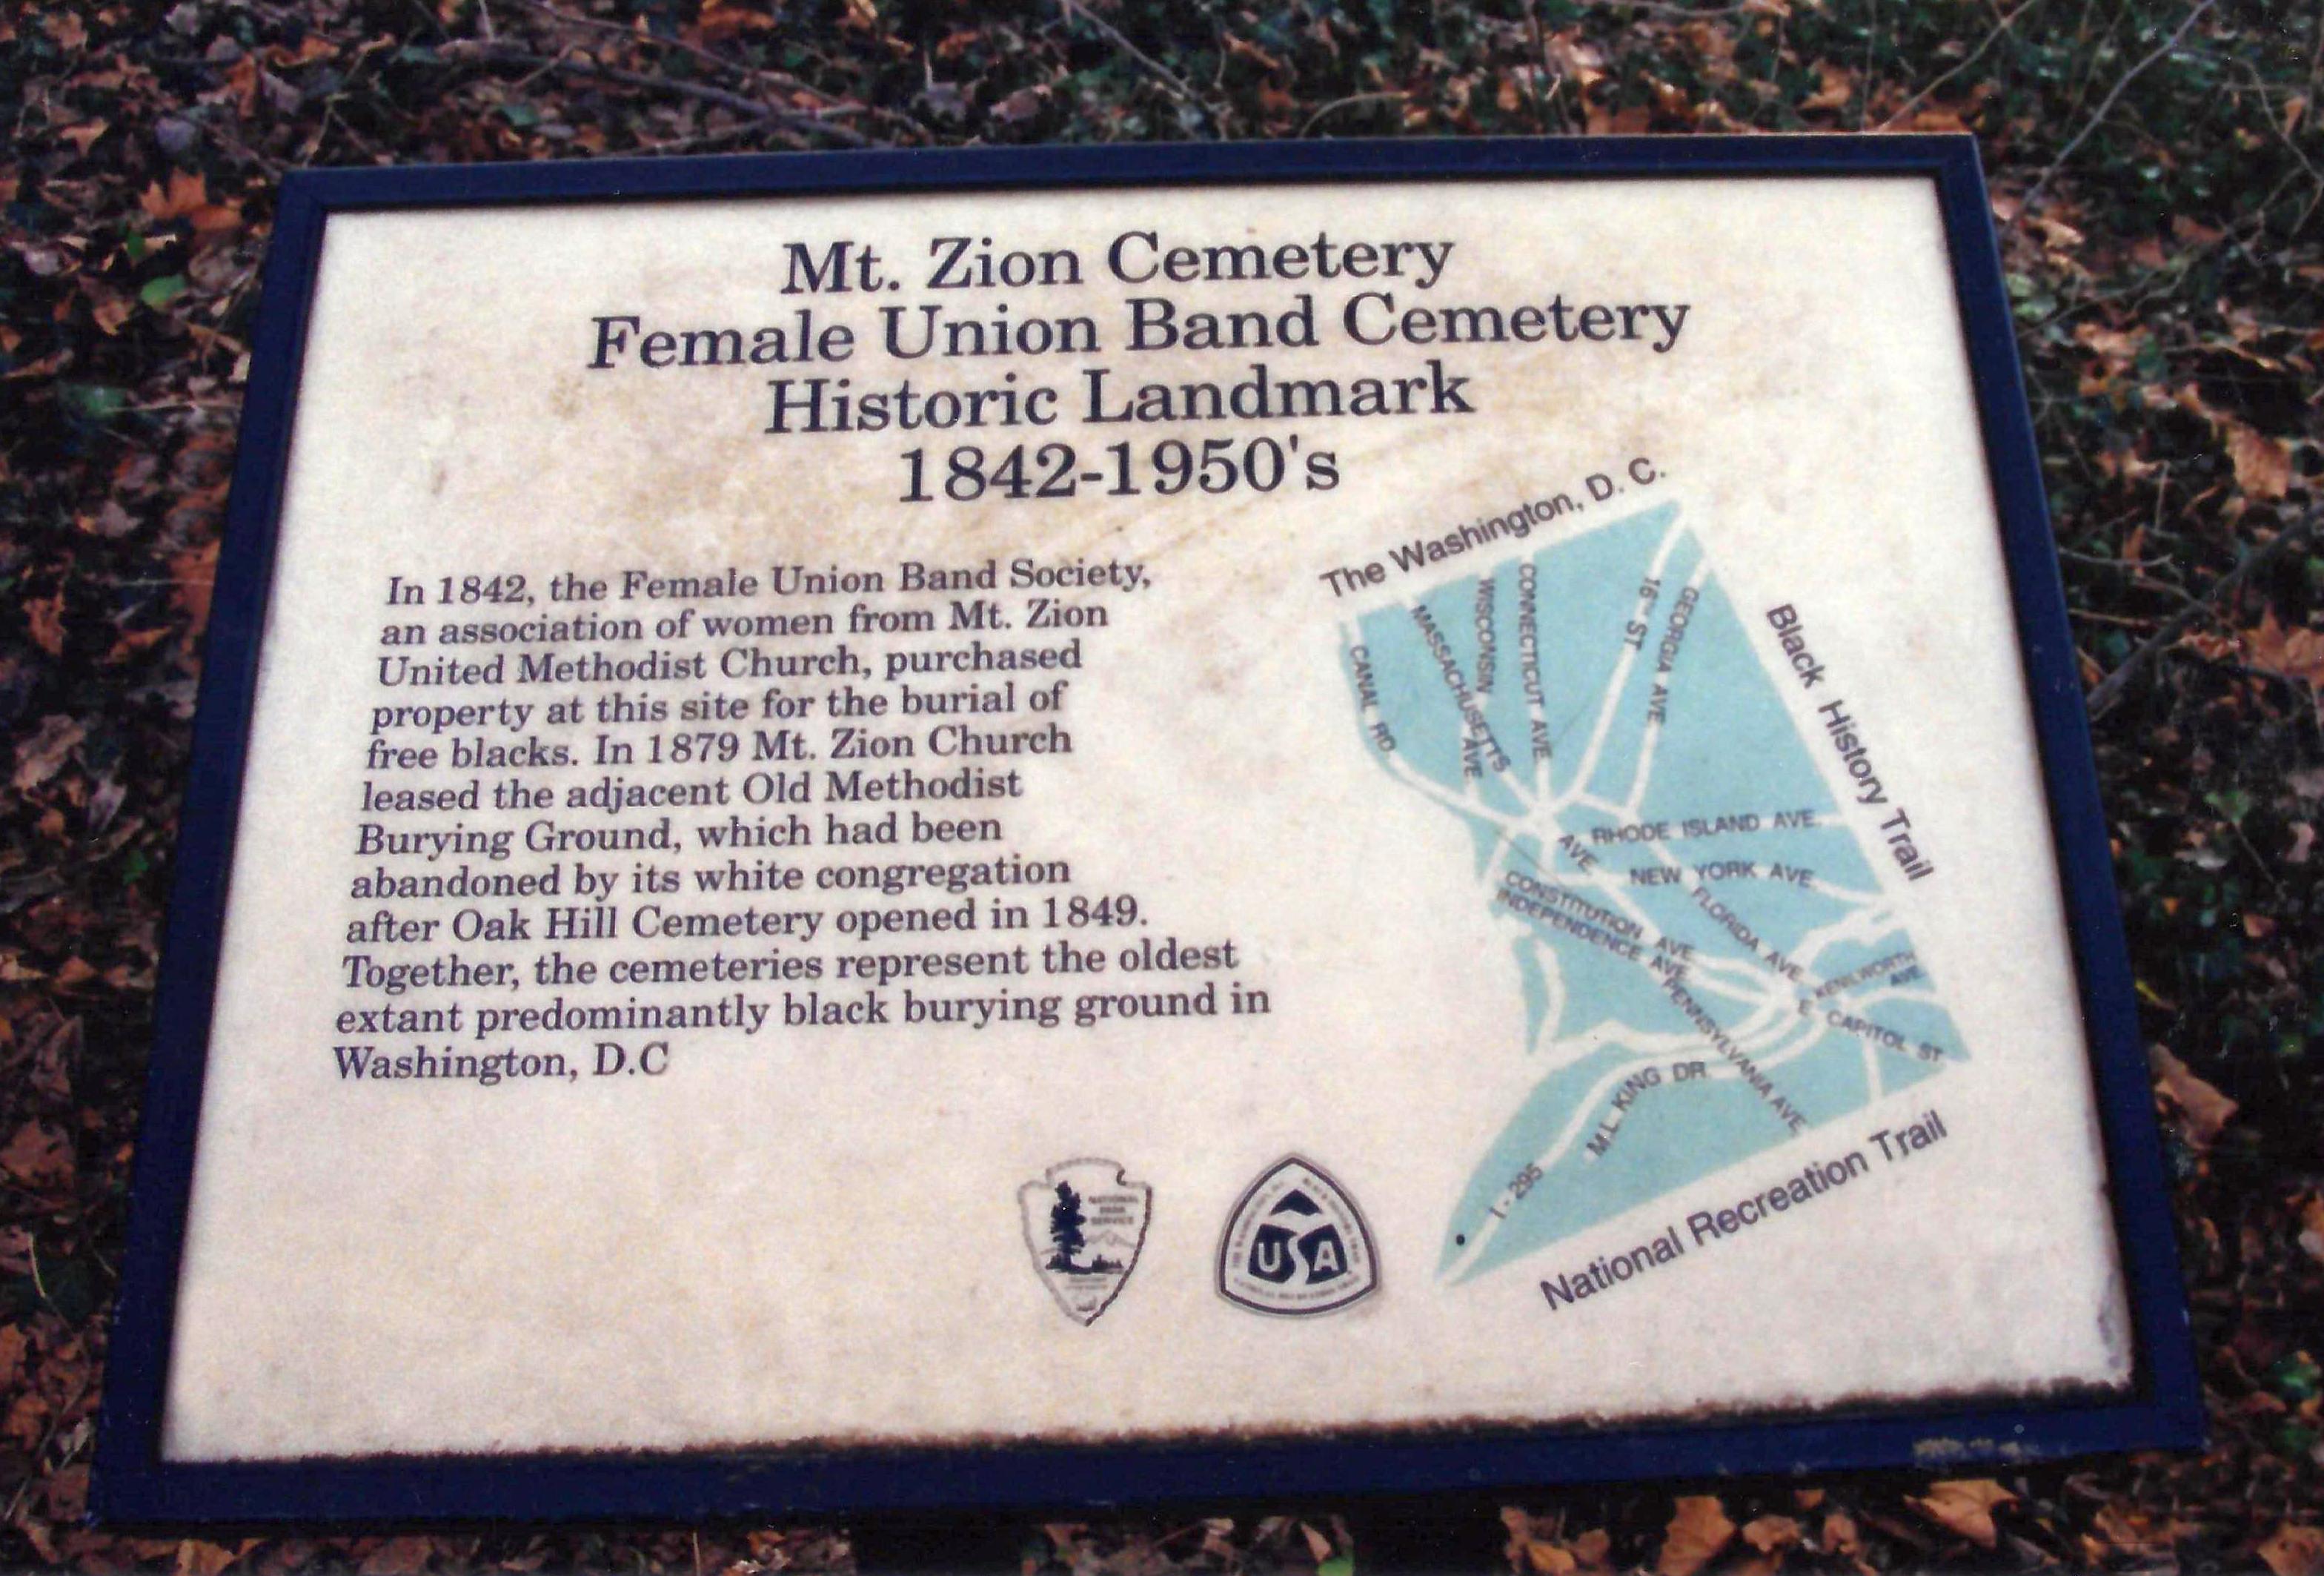 Mt. Zion Cemetery
Female Union Band Cemetery
Historic Landmark
1842-1950's
In 1842, the Female Union Band Society,
an association of women from Mt. Zion
United Methodist Church, purchased
property at this site for the burial of
free blacks. In 1879 Mt. Zion Church
leased the adjacent Old Methodist
Burying Ground, which had been
abandoned by its white congregation
after Oak Hill Cemetery opened in 1849.
Together, the cemeteries represent the oldest
extant predominantly black burying ground in
Washington, D.C
The Washington, D. C.
Black History Trail
National Recreation Trail
CANAL RD
MASSACHUSETTS
AVE
WISCONSIN
AVE
CONNECTICUT AVE
16TH ST
GEORGIA AVE
RHODE ISLAND AVE
NEW YORK AVE
FLORIDA AVE
CONSTITUTION AVE
INDEPENDENCE AVE
PENNSYLVANIA AVE
KENILWORTH
AVE
E CAPITOL ST
M.L. KING DR
I - 295
NATIONAL
PARK
SERVICE
USA